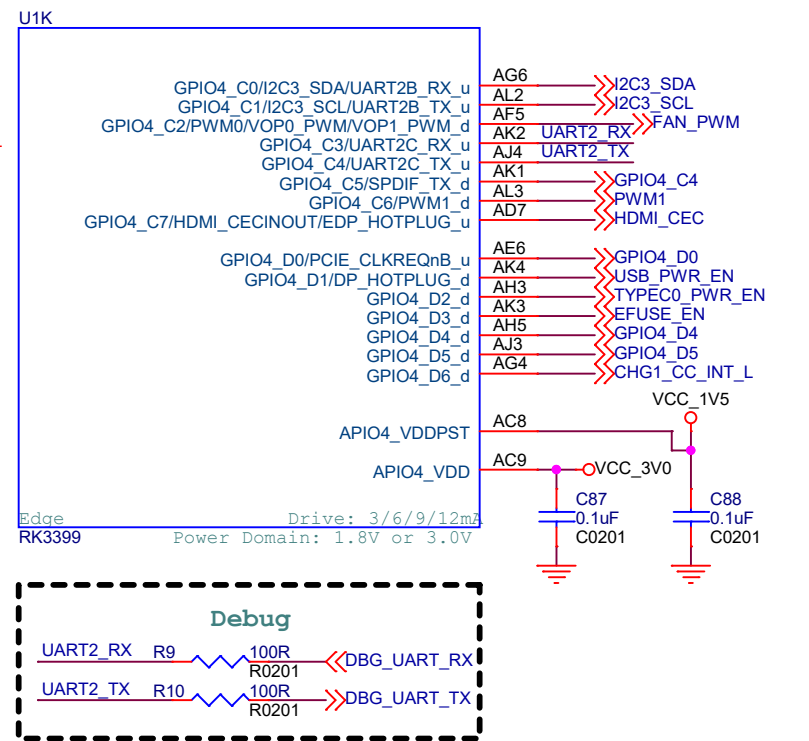 U1K
GPIO4_C0/I2C3_SDA/UART2B_RX_u AG6 I2C3_SDA
GPIO4_C1/I2C3_SCL/UART2B_TX_u AL2 I2C3_SCL
GPIO4_C2/PWM0/VOP0_PWM/VOP1_PWM_d AF5 FAN_PWM
GPIO4_C3/UART2C_RX_u AK2 UART2_RX
GPIO4_C4/UART2C_TX_u AJ4 UART2_TX
GPIO4_C5/SPDIF_TX_d AK1 GPIO4_C4
GPIO4_C6/PWM1_d AL3 PWM1
GPIO4_C7/HDMI_CECINOUT/EDP_HOTPLUG_u AD7 HDMI_CEC
GPIO4_D0/PCIE_CLKREQnB_u AE6 GPIO4_D0
GPIO4_D1/DP_HOTPLUG_d AK4 USB_PWR_EN
GPIO4_D2_d AH3 TYPEC0_PWR_EN
GPIO4_D3_d AK3 EFUSE_EN
GPIO4_D4_d AH5 GPIO4_D4
GPIO4_D5_d AJ3 GPIO4_D5
GPIO4_D6_d AG4 CHG1_CC_INT_L
VCC_1V5
APIO4_VDDPST AC8
APIO4_VDD AC9 VCC_3V0
C87 C88
0.1uF 0.1uF
C0201 C0201
Edge Drive: 3/6/9/12mA
RK3399 Power Domain: 1.8V or 3.0V
Debug
UART2_RX R9 100R DBG_UART_RX
R0201
UART2_TX R10 100R DBG_UART_TX
R0201